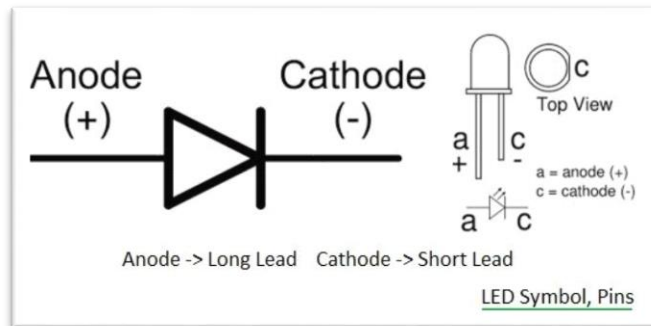 Anode
(+)
Cathode
(-)
c
Top View
a
+
c
-
a = anode (+)
c = cathode (-)
a c
Anode -> Long Lead Cathode -> Short Lead
LED Symbol, Pins